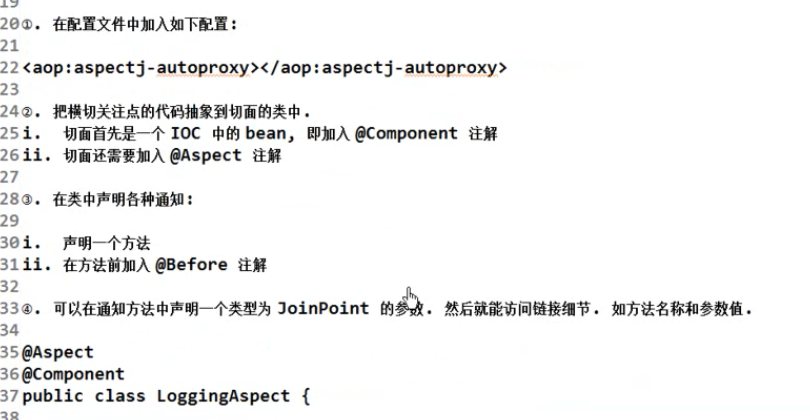 19
20①. 在配置文件中加入如下配置:
21
22<aop:aspectj-autoproxy></aop:aspectj-autoproxy>
23
24②. 把横切关注点的代码抽象到切面的类中.
25i. 切面首先是一个 IOC 中的 bean, 即加入 @Component 注解
26ii. 切面还需要加入 @Aspect 注解
27
28③. 在类中声明各种通知:
29
30i. 声明一个方法
31ii. 在方法前加入 @Before 注解
32
33④. 可以在通知方法中声明一个类型为 JoinPoint 的参数. 然后就能访问链接细节. 如方法名称和参数值.
34
35@Aspect
36@Component
37public class LoggingAspect {
38